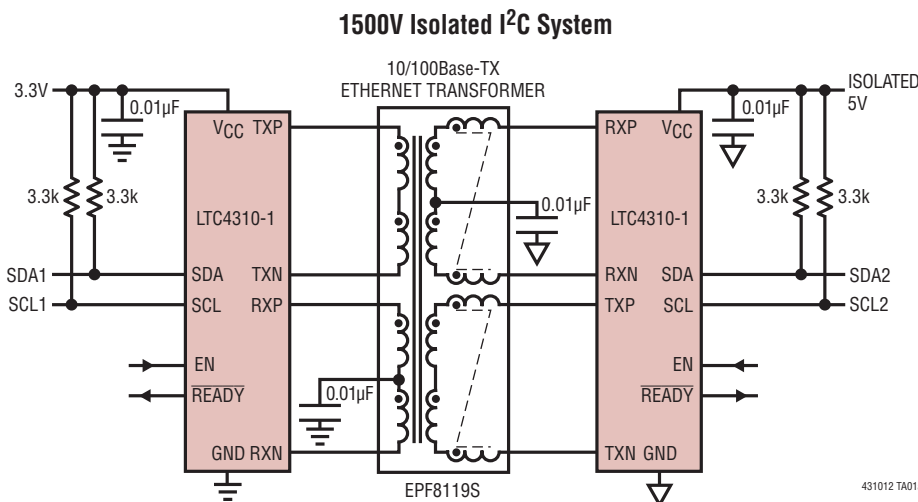 1500V Isolated I²C System
10/100Base-TX
ETHERNET TRANSFORMER
3.3V
0.01µF
3.3k
3.3k
VCC TXP
LTC4310-1
SDA TXN
SCL RXP
EN
READY
GND RXN
SDA1
SCL1
0.01µF
0.01µF
EPF8119S
RXP VCC
LTC4310-1
RXN SDA
TXP SCL
EN
READY
TXN GND
0.01µF
ISOLATED
5V
3.3k
3.3k
SDA2
SCL2
431012 TA01